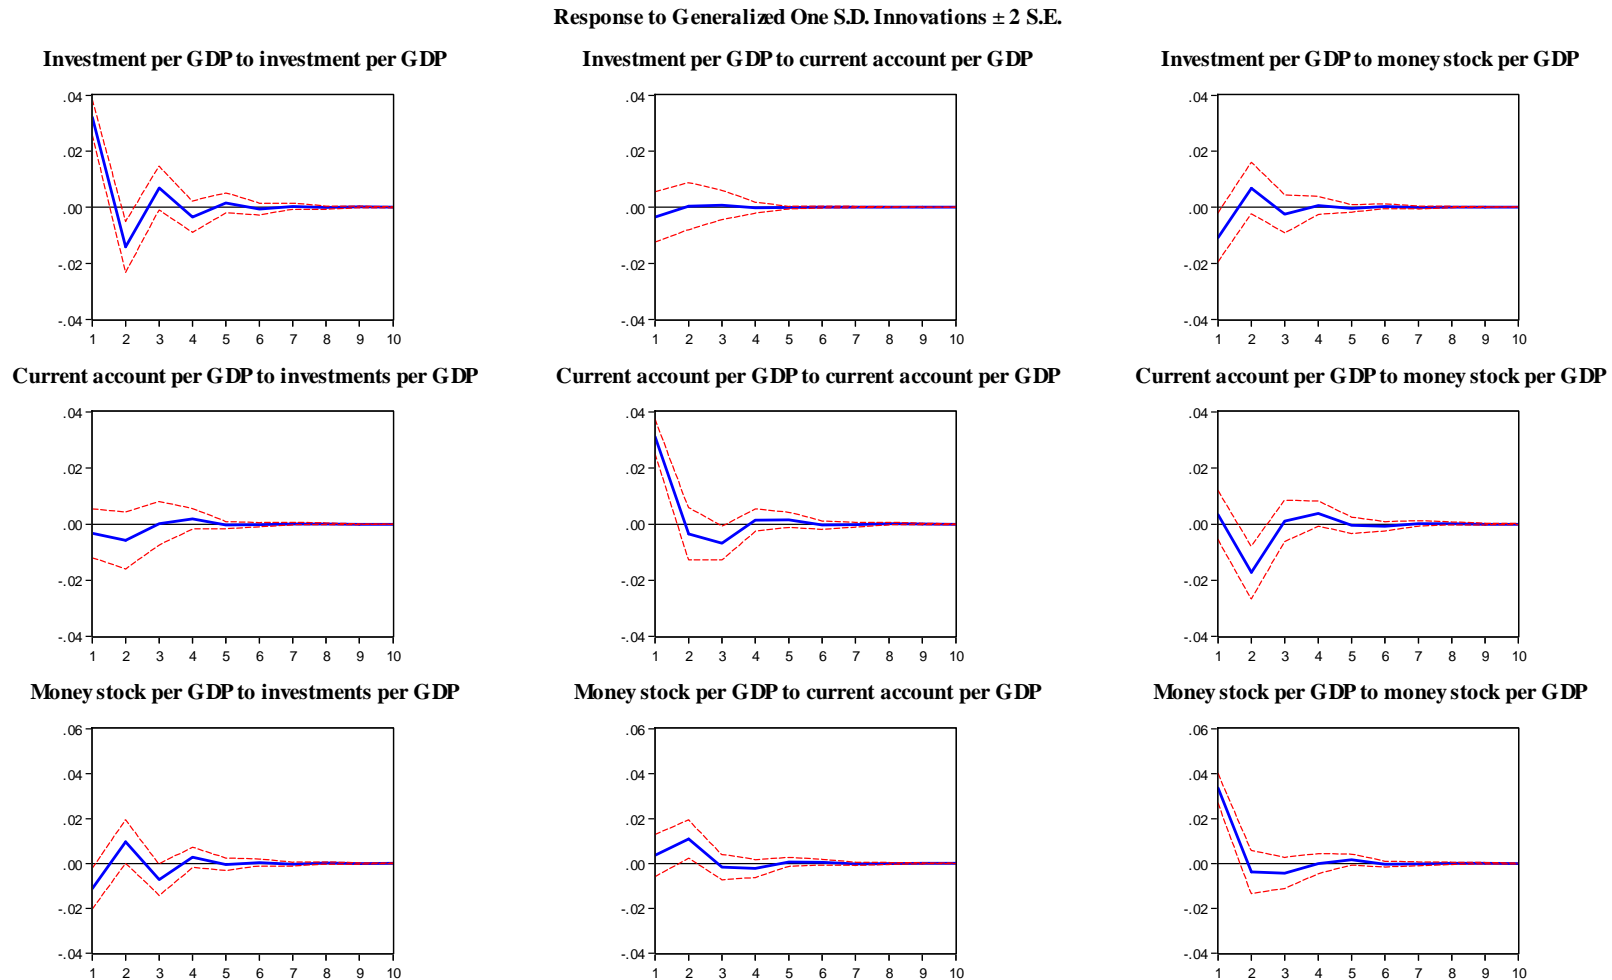 Response to Generalized One S.D. Innovations ± 2 S.E.
Investment per GDP to investment per GDP
.04
.02
.00
-.02
-.04
1 2 3 4 5 6 7 8 9 10
Investment per GDP to current account per GDP
.04
.02
.00
-.02
-.04
1 2 3 4 5 6 7 8 9 10
Investment per GDP to money stock per GDP
.04
.02
.00
-.02
-.04
1 2 3 4 5 6 7 8 9 10
Current account per GDP to investments per GDP
.04
.02
.00
-.02
-.04
1 2 3 4 5 6 7 8 9 10
Current account per GDP to current account per GDP
.04
.02
.00
-.02
-.04
1 2 3 4 5 6 7 8 9 10
Current account per GDP to money stock per GDP
.04
.02
.00
-.02
-.04
1 2 3 4 5 6 7 8 9 10
Money stock per GDP to investments per GDP
.06
.04
.02
.00
-.02
-.04
1 2 3 4 5 6 7 8 9 10
Money stock per GDP to current account per GDP
.06
.04
.02
.00
-.02
-.04
1 2 3 4 5 6 7 8 9 10
Money stock per GDP to money stock per GDP
.06
.04
.02
.00
-.02
-.04
1 2 3 4 5 6 7 8 9 10